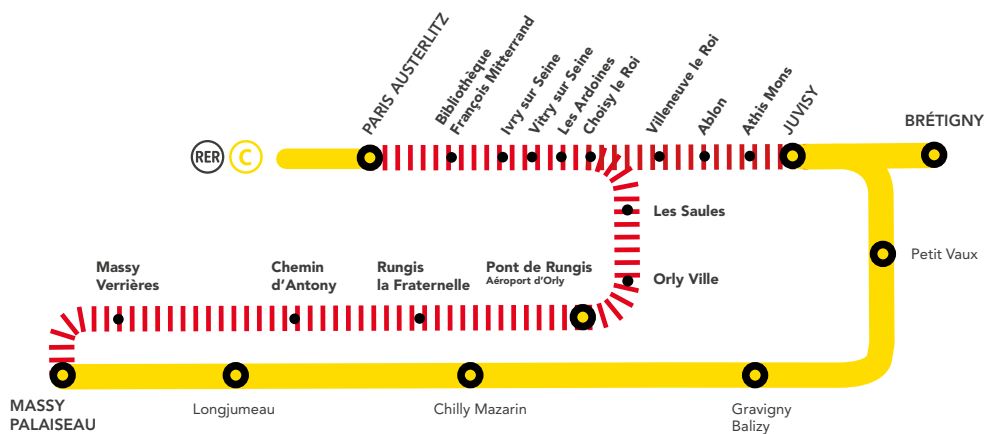 RER C
PARIS AUSTERLITZ
Bibliothèque
François Mitterrand
Ivry sur Seine
Vitry sur Seine
Les Ardoines
Choisy le Roi
Villeneuve le Roi
Ablon
Athis Mons
JUVISY
BRÉTIGNY
Les Saules
Petit Vaux
Orly Ville
Massy
Verrières
Chemin
d'Antony
Rungis
la Fraternelle
Pont de Rungis
Aéroport d'Orly
MASSY
PALAISEAU
Longjumeau
Chilly Mazarin
Gravigny
Balizy